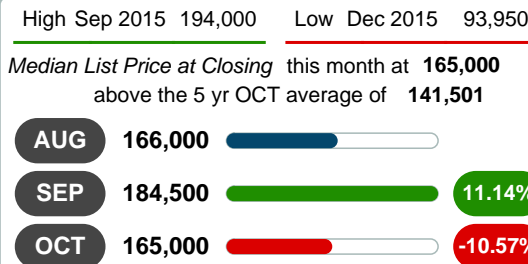 High Sep 2015 194,000 Low Dec 2015 93,950
Median List Price at Closing this month at 165,000
above the 5 yr OCT average of 141,501
AUG 166,000
SEP 184,500 11.14%
OCT 165,000 -10.57%